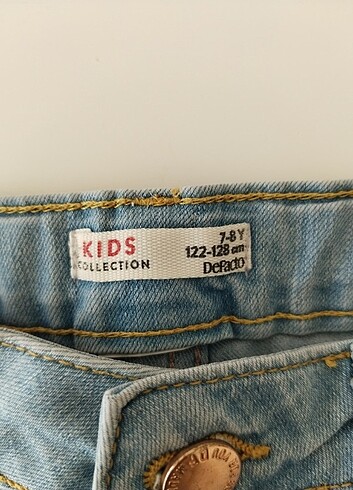 KIDS
COLLECTION
7-8 Y
122-128 cm
DeFacto